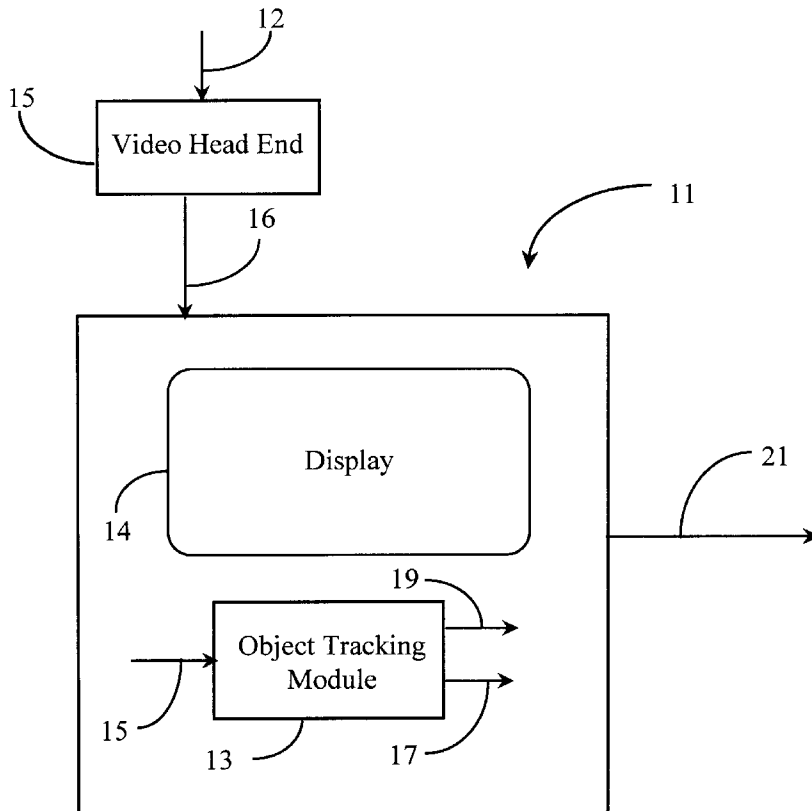 12
15
Video Head End
16
11
Display
14
21
19
Object Tracking
Module
15
13
17